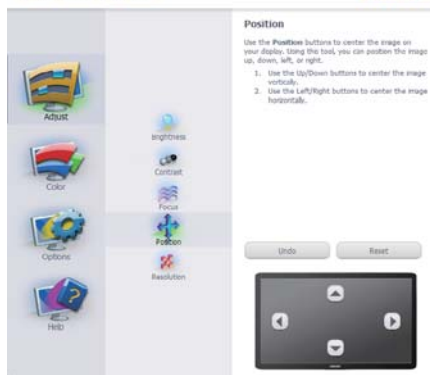 Position
Use the Position buttons to center the image on
your display. Using this tool, you can position the image
up, down, left, or right.
1. Use the Up/Down buttons to center the image
vertically.
2. Use the Left/Right buttons to center the image
horizontally.
Adjust
Color
Options
Help
Brightness
Contrast
Focus
Position
Resolution
Undo
Reset